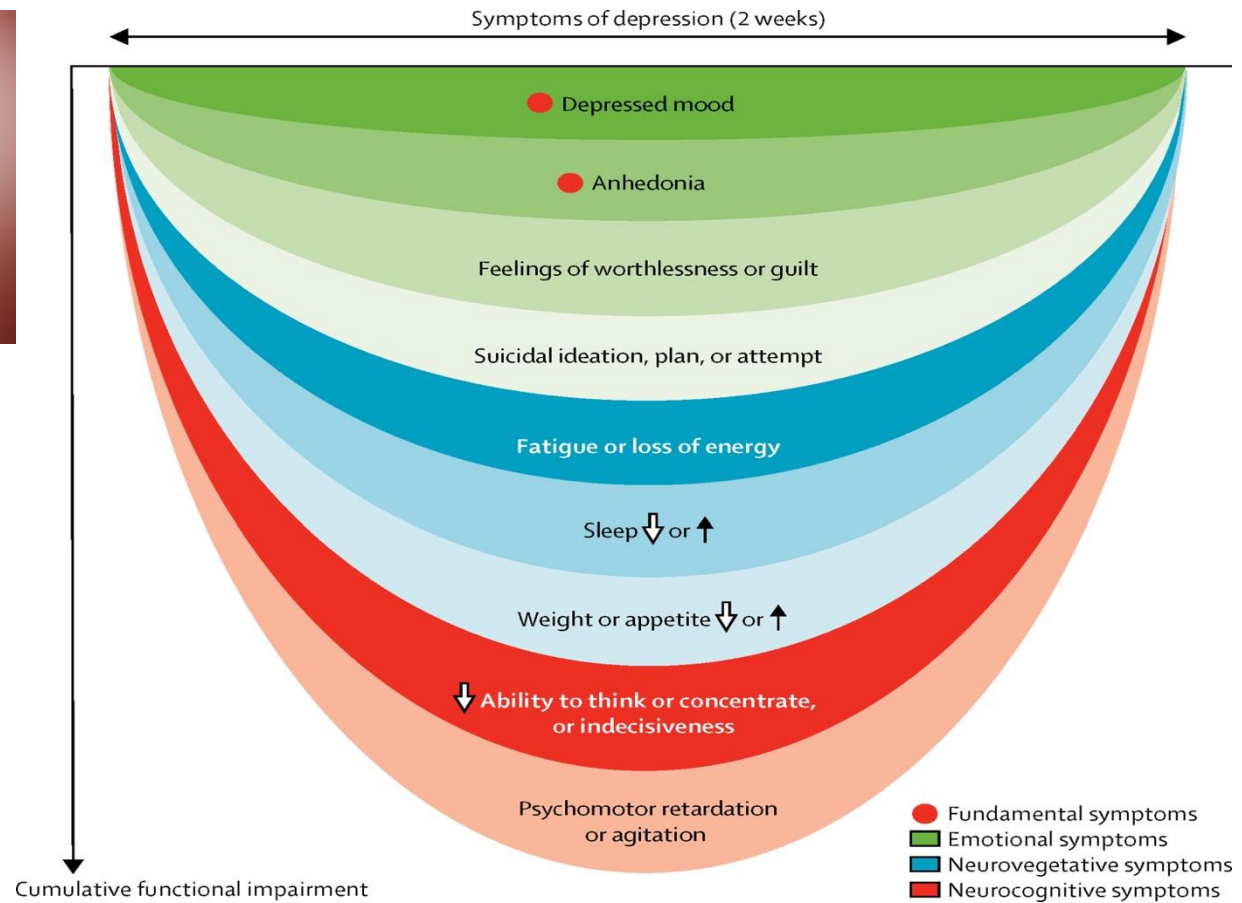 Symptoms of depression (2 weeks)
Depressed mood
Anhedonia
Feelings of worthlessness or guilt
Suicidal ideation, plan, or attempt
Fatigue or loss of energy
Sleep ⇩ or ↑
Weight or appetite ⇩ or ↑
⇩ Ability to think or concentrate,
or indecisiveness
Psychomotor retardation
or agitation
Cumulative functional impairment
Fundamental symptoms
Emotional symptoms
Neurovegetative symptoms
Neurocognitive symptoms